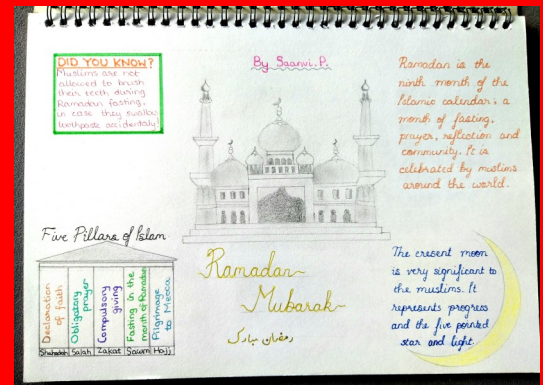 DID YOU KNOW?
Muslims are not
allowed to brush
their teeth during
Ramadan fasting,
in case they swallow
toothpaste accidentaly!
By Saanvi.P.
Ramadan is the
ninth month of the
Islamic calendar; a
month of fasting,
prayer, reflection and
community. It is
celebrated by muslims
around the world.
Five Pillars of Islam
Declaration
of faith
Obligatory
prayer
Compulsory
giving
Fasting in the
month of Ramadan
Pilgrimage
to Mecca
Shahadah Salah Zakat Sawm Hajj
Ramadan
Mubarak
رمضان مبارک
The cresent moon
is very significant to
the muslims. It
represents progress
and the five pointed
star and light.